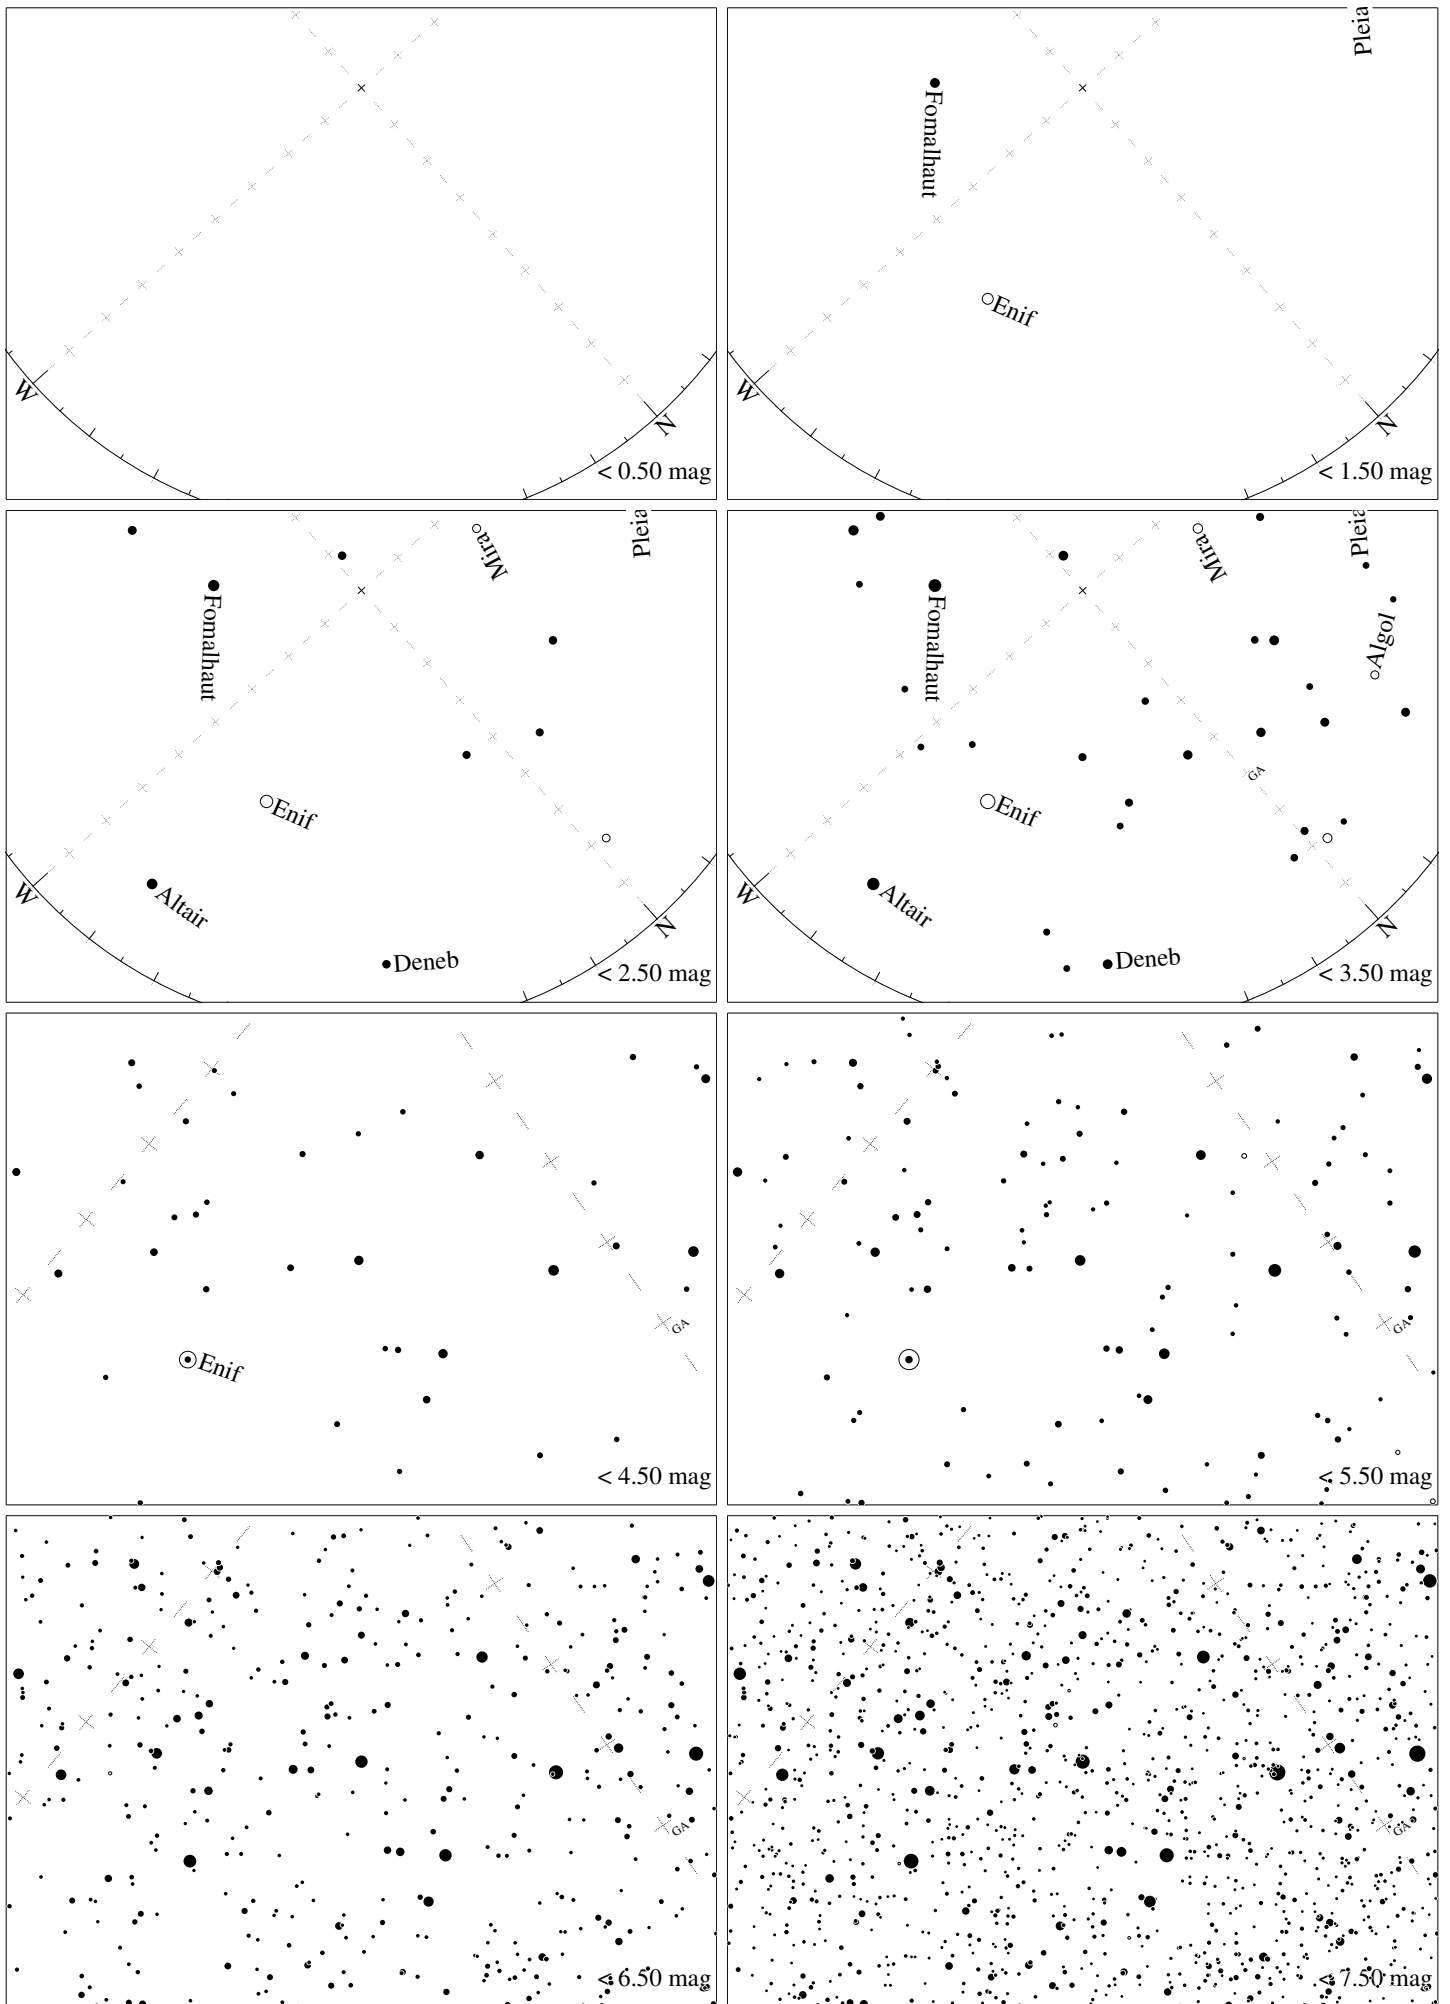 W
N
< 0.50 mag
Pleia
Fomalhaut
Enif
W
N
< 1.50 mag
Mira
Pleia
Fomalhaut
Enif
Altair
W
N
Deneb
< 2.50 mag
Mira
Pleia
Algol
Fomalhaut
GA
Enif
Altair
W
N
Deneb
< 3.50 mag
GA
Enif
< 4.50 mag
GA
< 5.50 mag
GA
< 6.50 mag
GA
< 7.50 mag